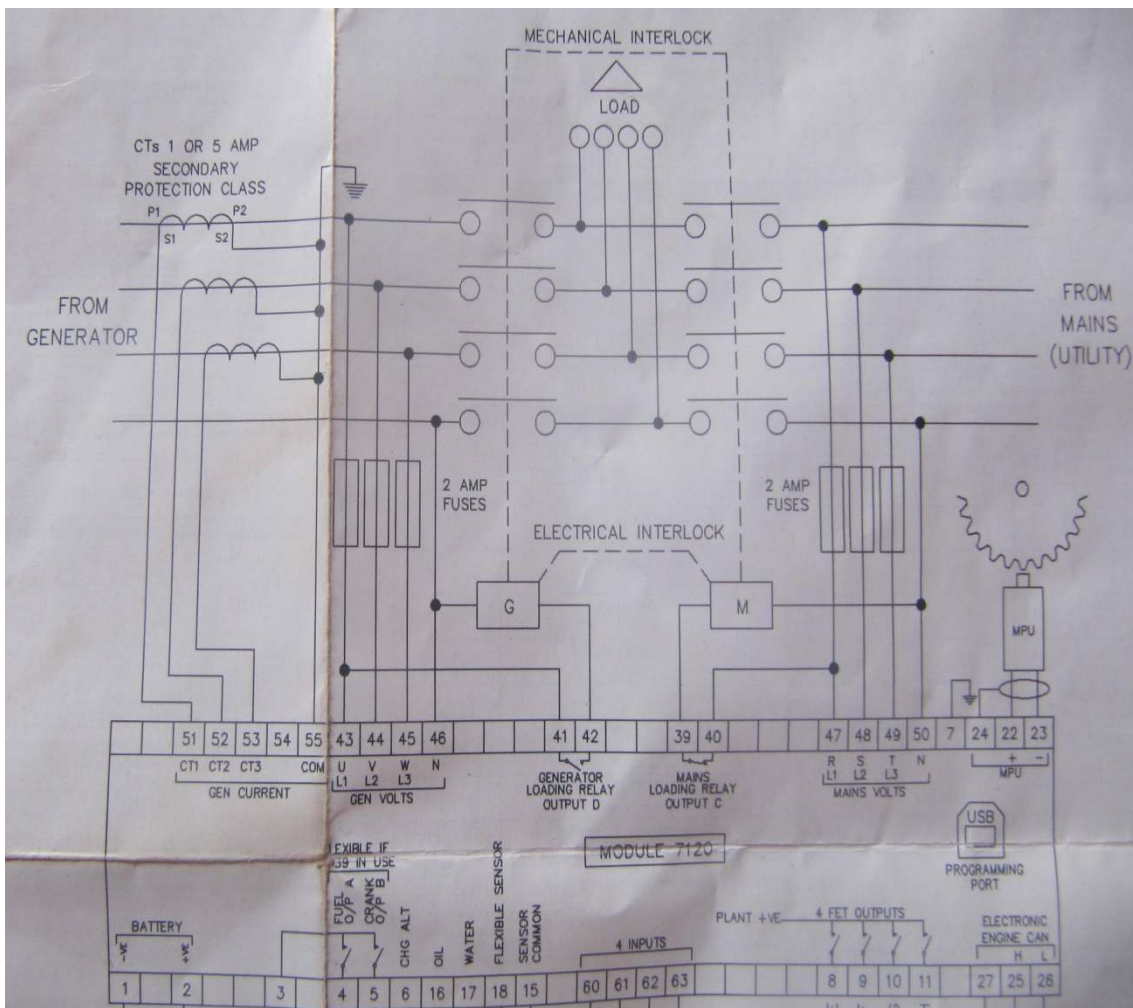 MECHANICAL INTERLOCK
LOAD
CTs 1 OR 5 AMP
SECONDARY
PROTECTION CLASS
P1 P2
S1 S2
FROM
GENERATOR
FROM
MAINS
(UTILITY)
2 AMP
FUSES
2 AMP
FUSES
ELECTRICAL INTERLOCK
G
M
MPU
51 52 53 54 55 43 44 45 46 41 42 39 40 47 48 49 50 7 24 22 23
CT1 CT2 CT3 COM
GEN CURRENT
U V W N
L1 L2 L3
GEN VOLTS
GENERATOR
LOADING RELAY
OUTPUT D
MAINS
LOADING RELAY
OUTPUT C
R S T N
L1 L2 L3
MAINS VOLTS
+ -
MPU
USB
PROGRAMMING
PORT
MODULE 7120
EXIBLE IF
G9 IN USE
BATTERY
-VE
+VE
FUEL
O/P A
CRANK
O/P B
CHG ALT
OIL
WATER
FLEXIBLE SENSOR
SENSOR
COMMON
4 INPUTS
PLANT +VE
4 FET OUTPUTS
ELECTRONIC
ENGINE CAN
H L
1 2 3 4 5 6 16 17 18 15 60 61 62 63 8 9 10 11 27 25 26